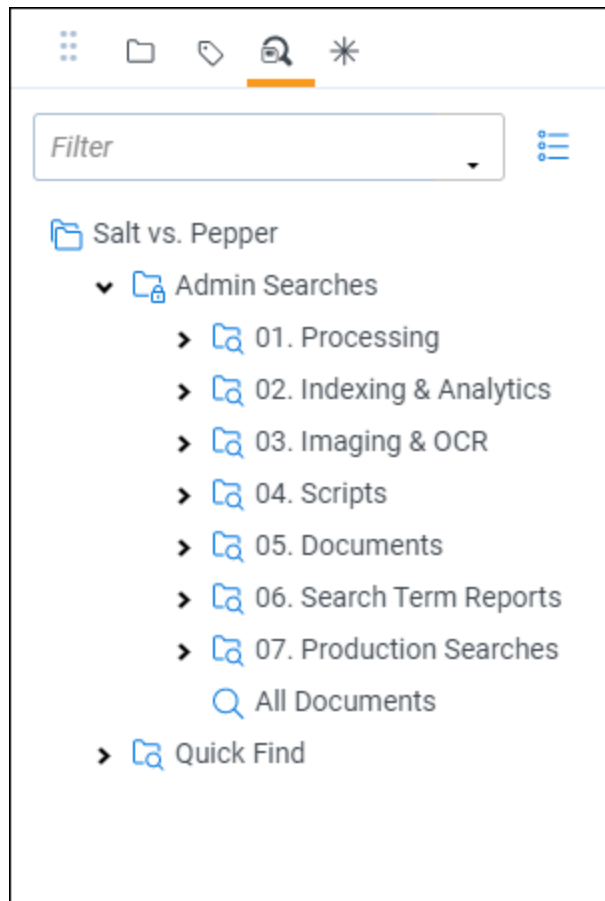 Filter
Salt vs. Pepper
Admin Searches
01. Processing
02. Indexing & Analytics
03. Imaging & OCR
04. Scripts
05. Documents
06. Search Term Reports
07. Production Searches
All Documents
Quick Find